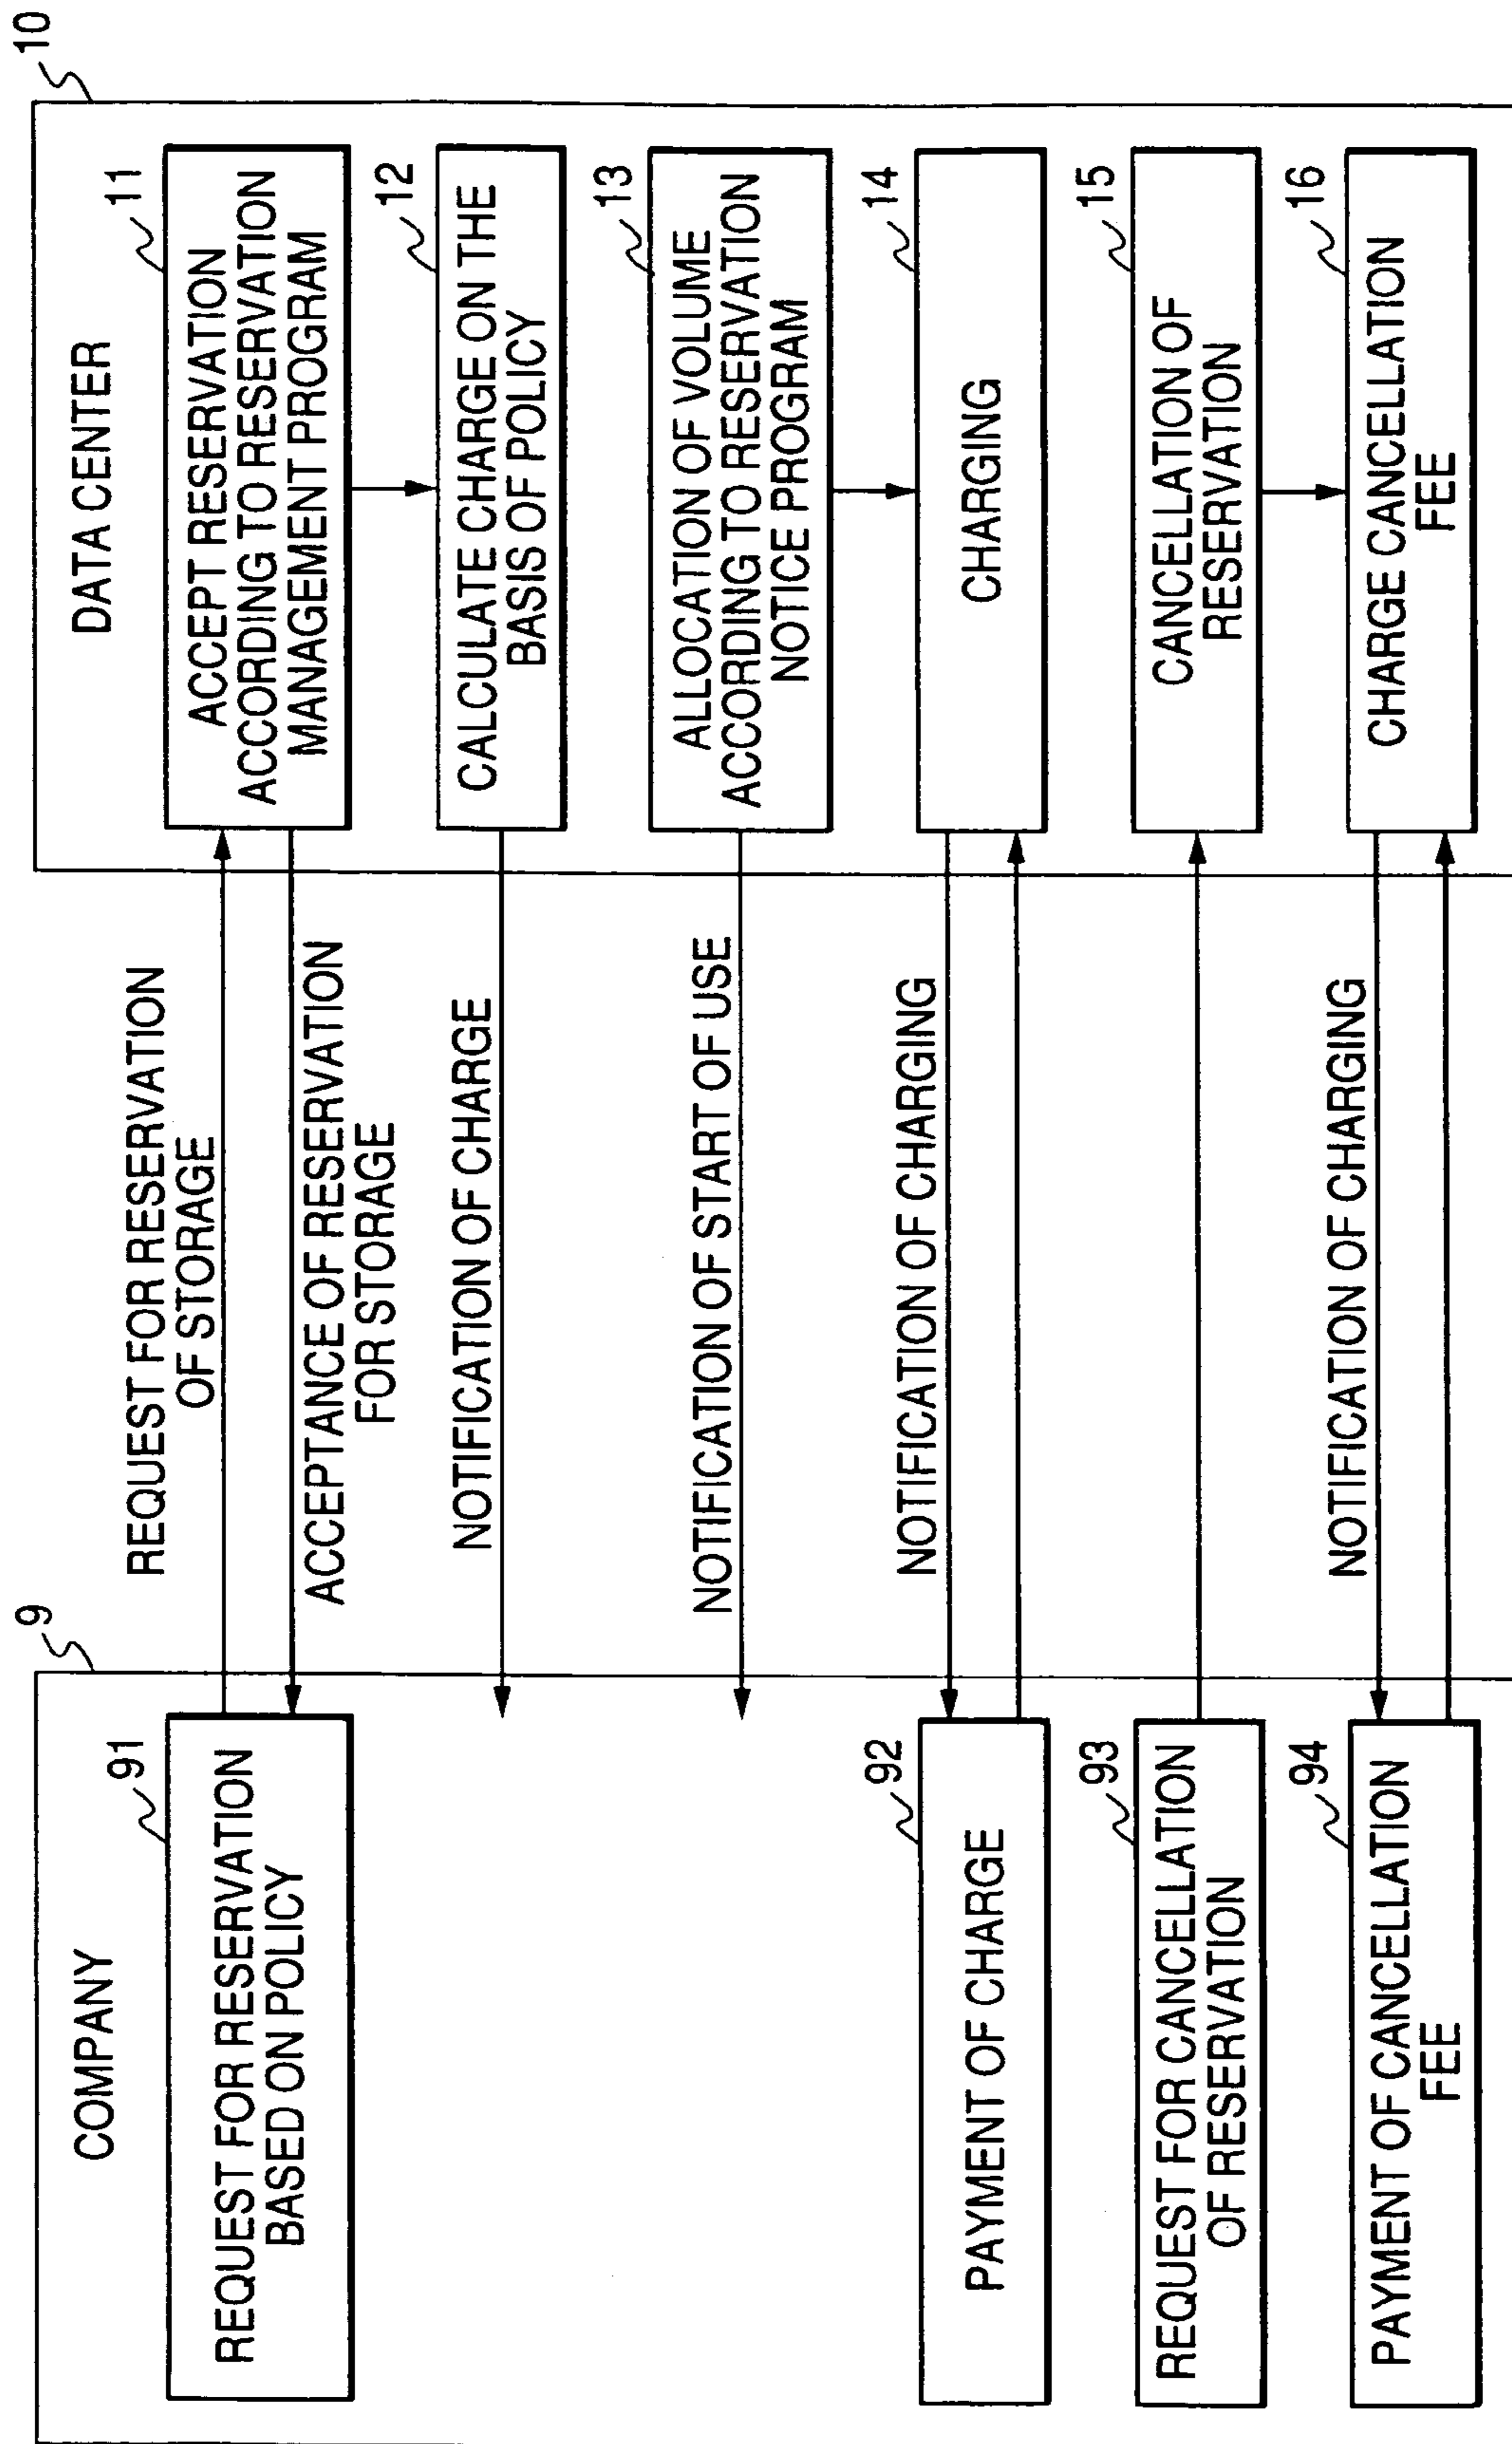 9
10
COMPANY
DATA CENTER
91
REQUEST FOR RESERVATION
BASED ON POLICY
REQUEST FOR RESERVATION
OF STORAGE
ACCEPTANCE OF RESERVATION
FOR STORAGE
11
ACCEPT RESERVATION
ACCORDING TO RESERVATION
MANAGEMENT PROGRAM
NOTIFICATION OF CHARGE
12
CALCULATE CHARGE ON THE
BASIS OF POLICY
NOTIFICATION OF START OF USE
13
ALLOCATION OF VOLUME
ACCORDING TO RESERVATION
NOTICE PROGRAM
92
PAYMENT OF CHARGE
NOTIFICATION OF CHARGING
14
CHARGING
93
REQUEST FOR CANCELLATION
OF RESERVATION
15
CANCELLATION OF
RESERVATION
94
PAYMENT OF CANCELLATION
FEE
NOTIFICATION OF CHARGING
16
CHARGE CANCELLATION
FEE